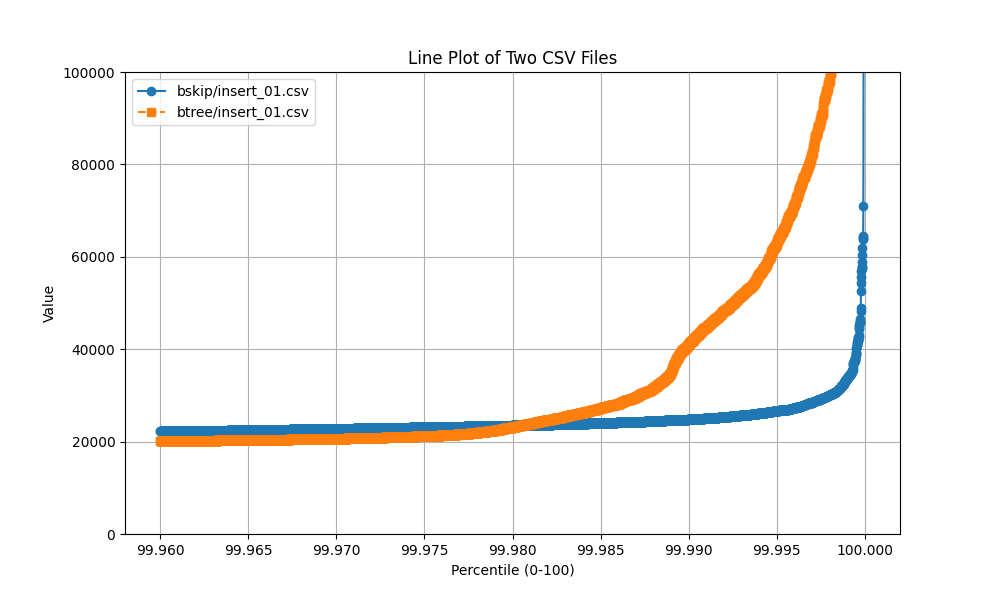 Line Plot of Two CSV Files
bskip/insert_01.csv
btree/insert_01.csv
Value
100000
80000
60000
40000
20000
0
99.960 99.965 99.970 99.975 99.980 99.985 99.990 99.995 100.000
Percentile (0-100)